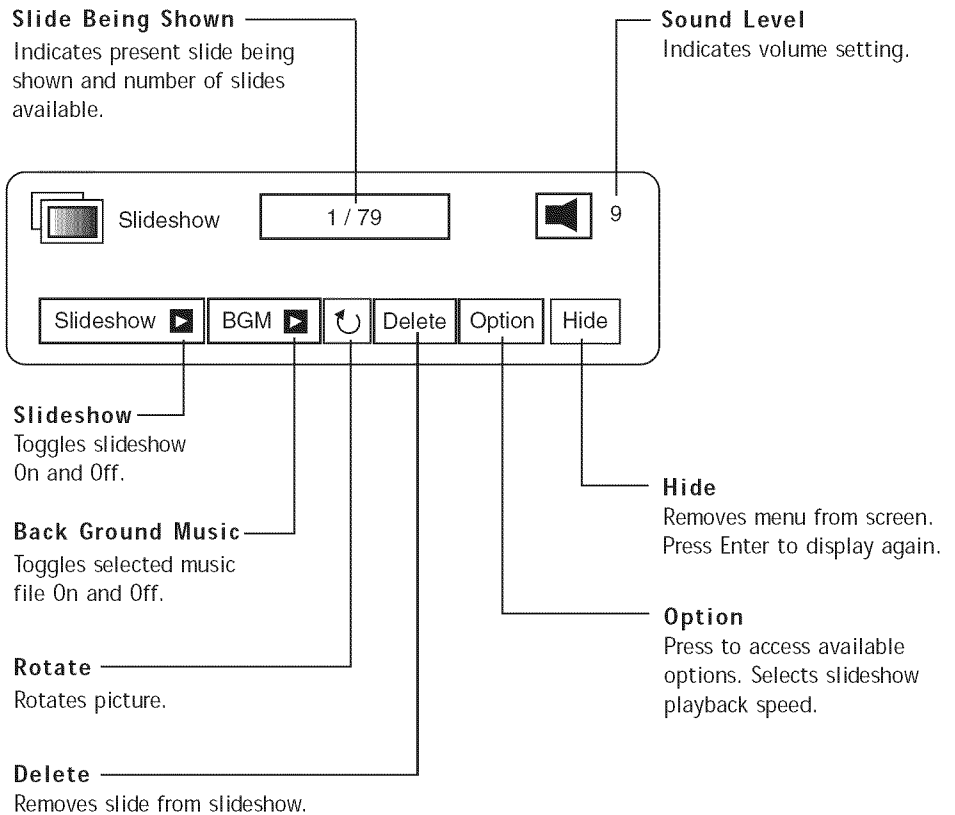 Slide Being Shown
Indicates present slide being
shown and number of slides
available.
Sound Level
Indicates volume setting.
Slideshow
1 / 79
9
Slideshow
BGM
Delete
Option
Hide
Slideshow
Toggles slideshow
On and Off.
Back Ground Music
Toggles selected music
file On and Off.
Rotate
Rotates picture.
Delete
Removes slide from slideshow.
Hide
Removes menu from screen.
Press Enter to display again.
Option
Press to access available
options. Selects slideshow
playback speed.